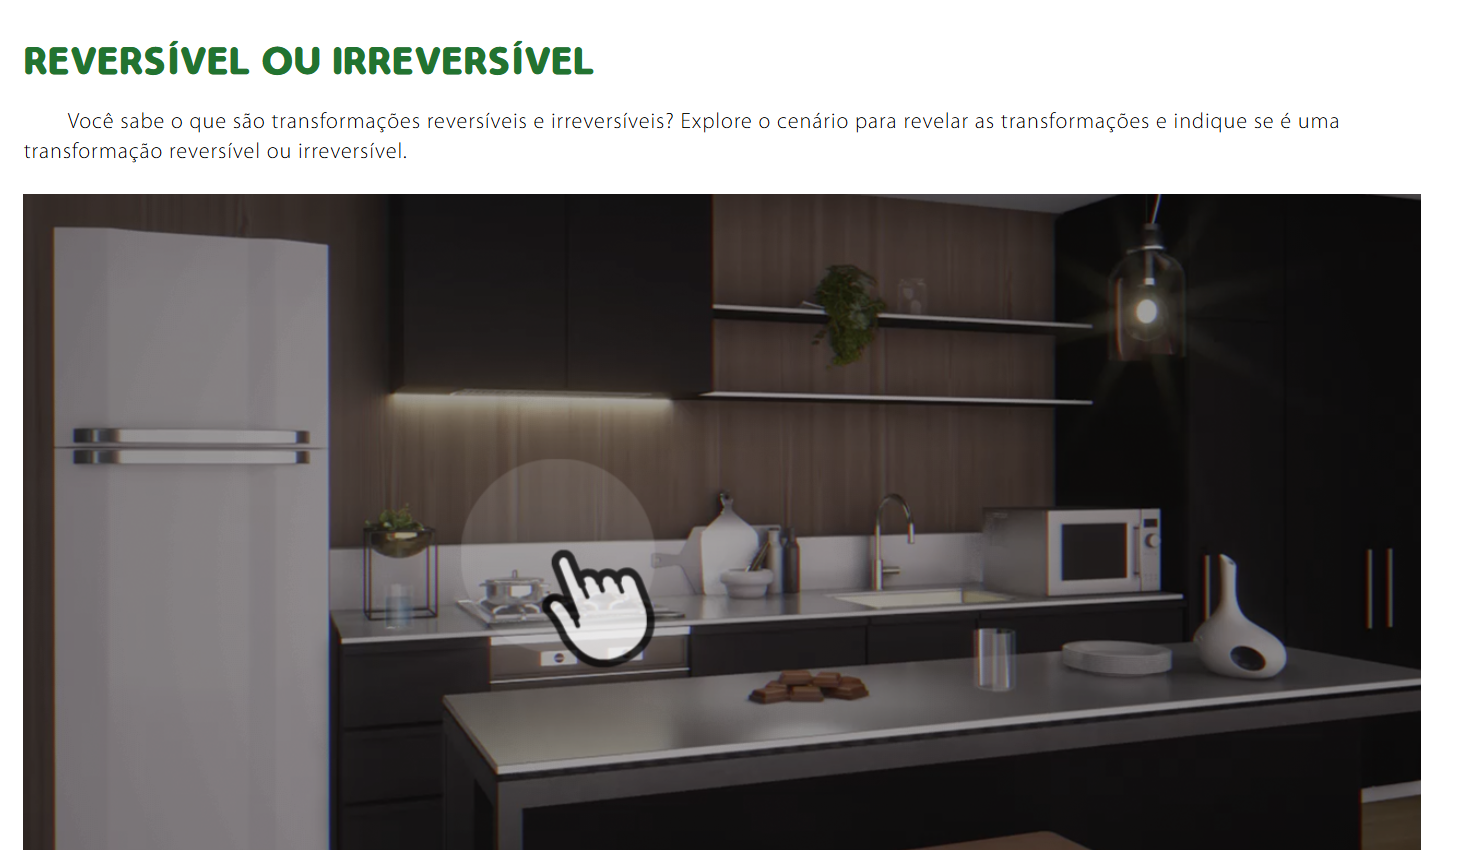 REVERSÍVEL OU IRREVERSÍVEL
Você sabe o que são transformações reversíveis e irreversíveis? Explore o cenário para revelar as transformações e indique se é uma
transformação reversível ou irreversível.